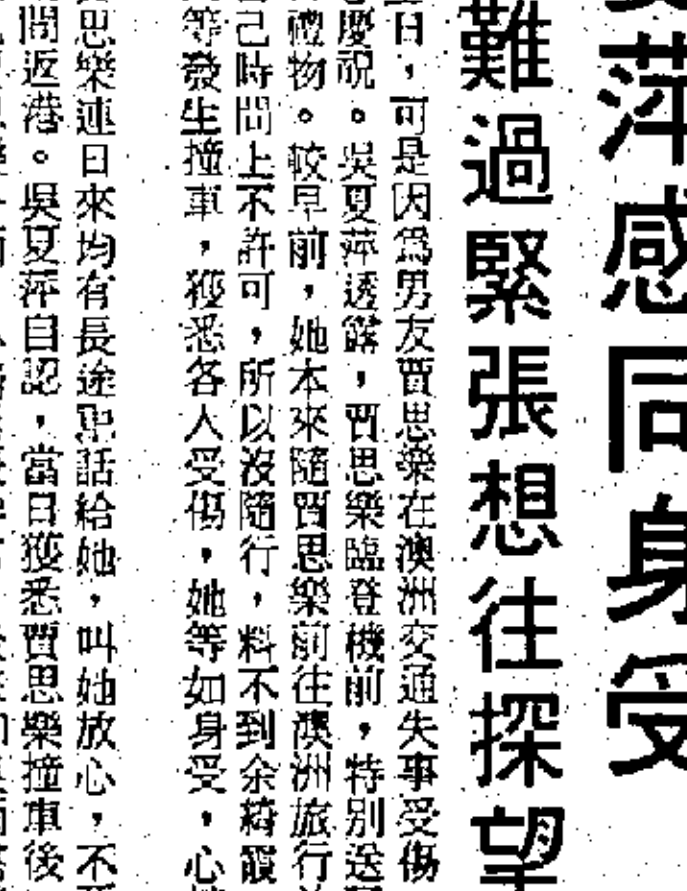 萍感同身受
難過緊張想往探望
日，可是因為男友賈思樂在澳洲交通失事受傷
慶祝。吳夏萍透露，賈思樂臨登機前，特別送
禮物。較早前，她本來隨賈思樂前往澳洲旅行
自己時間上不許可，所以沒隨行，料不到余綺霞
等發生撞車，獲悉各人受傷，她等如身受，心
思樂連日來均有長途電話給她，叫她放心，不
間返港。吳夏萍自認，當日獲悉賈思樂撞車後